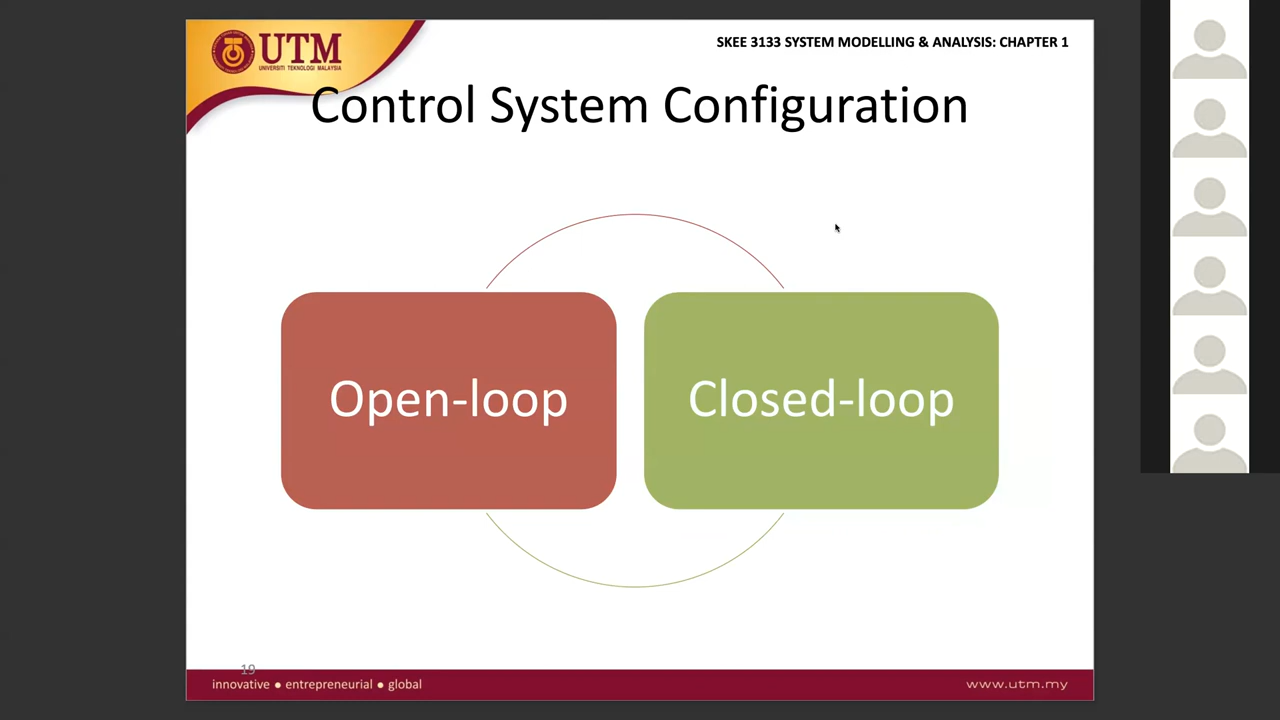 UTM
UNIVERSITI TEKNOLOGI MALAYSIA
SKEE 3133 SYSTEM MODELLING & ANALYSIS: CHAPTER 1
Control System Configuration
Open-loop
Closed-loop
19
innovative ● entrepreneurial ● global
www.utm.my